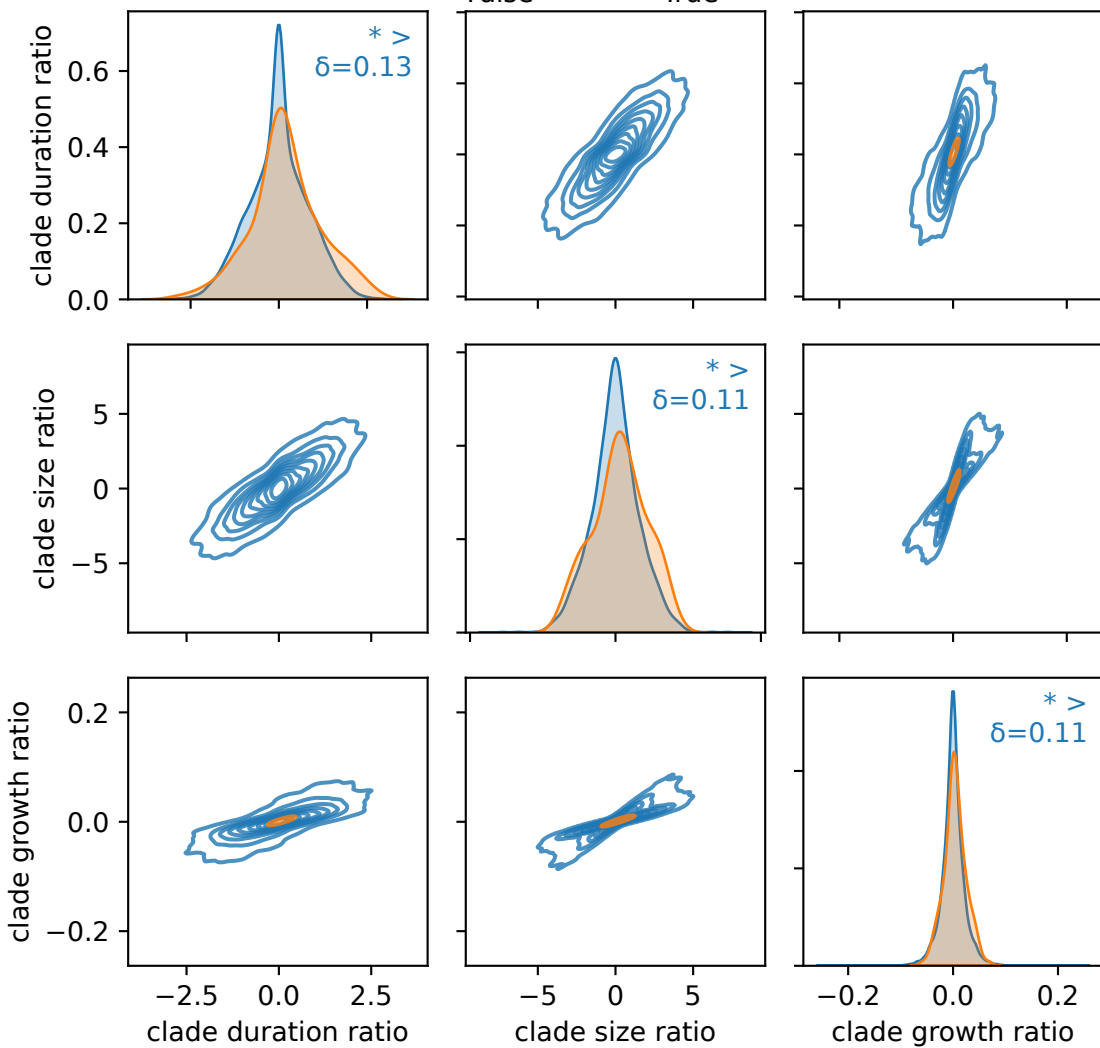 clade duration ratio
0.6
0.4
0.2
0.0
* >
δ=0.13
clade size ratio
5
0
−5
* >
δ=0.11
clade growth ratio
0.2
0.0
−0.2
* >
δ=0.11
−2.5 0.0 2.5
−5 0 5
−0.2 0.0 0.2
clade duration ratio
clade size ratio
clade growth ratio